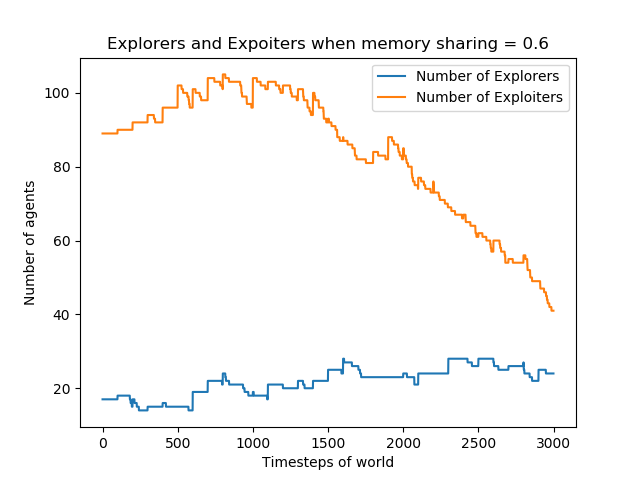 Explorers and Expoiters when memory sharing = 0.6
Number of Explorers
Number of Exploiters
100
80
60
40
20
Number of agents
0 500 1000 1500 2000 2500 3000
Timesteps of world